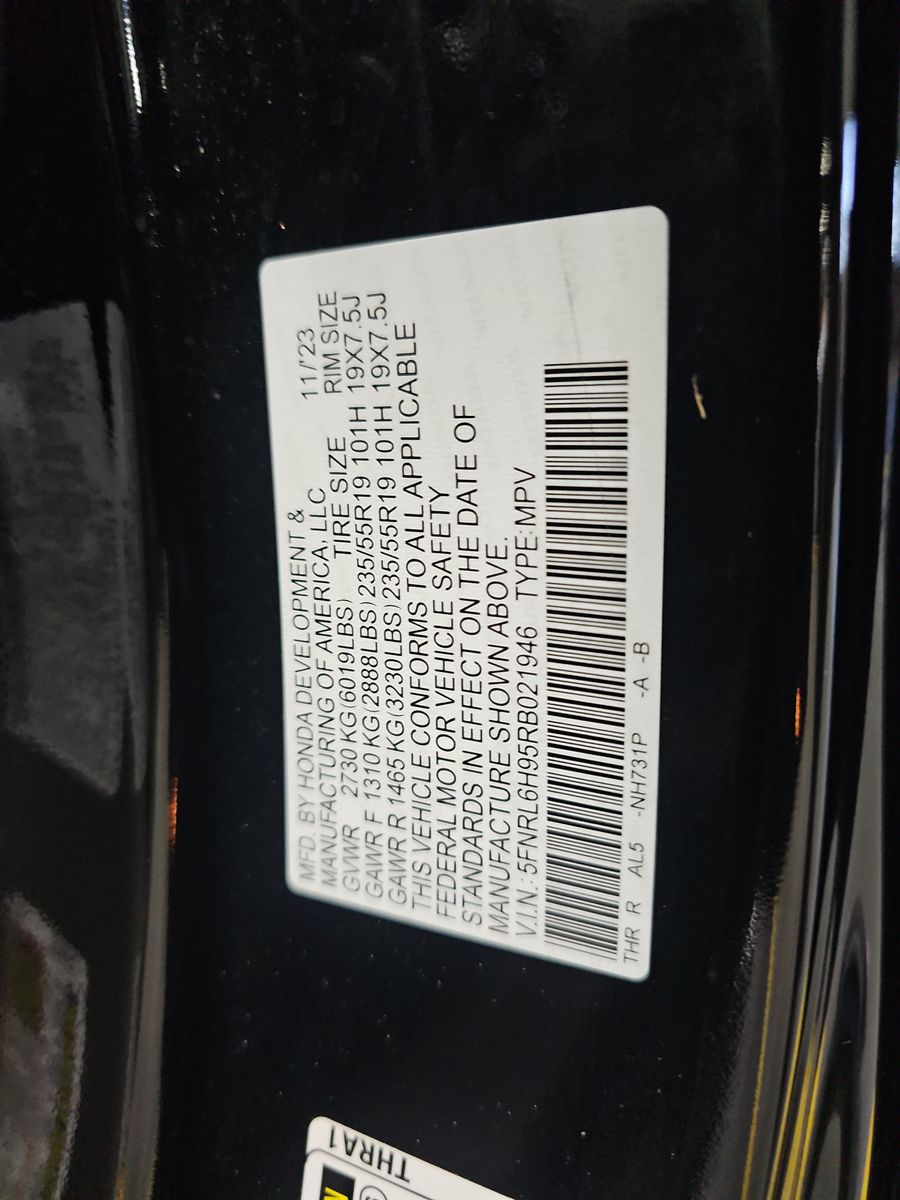 MFD. BY HONDA DEVELOPMENT &
MANUFACTURING OF AMERICA, LLC 11/'23
GVWR 2730 KG(6019LBS) TIRE SIZE RIM SIZE
GAWR F 1310 KG(2888LBS)235/55R19 101H 19X7.5J
GAWR R 1465 KG(3230LBS)235/55R19 101H 19X7.5J
THIS VEHICLE CONFORMS TO ALL APPLICABLE
FEDERAL MOTOR VEHICLE SAFETY
STANDARDS IN EFFECT ON THE DATE OF
MANUFACTURE SHOWN ABOVE.
V.I.N.:5FNRL6H95RB021946 TYPE:MPV
THR R AL5 -NH731P -A -B
THRA1